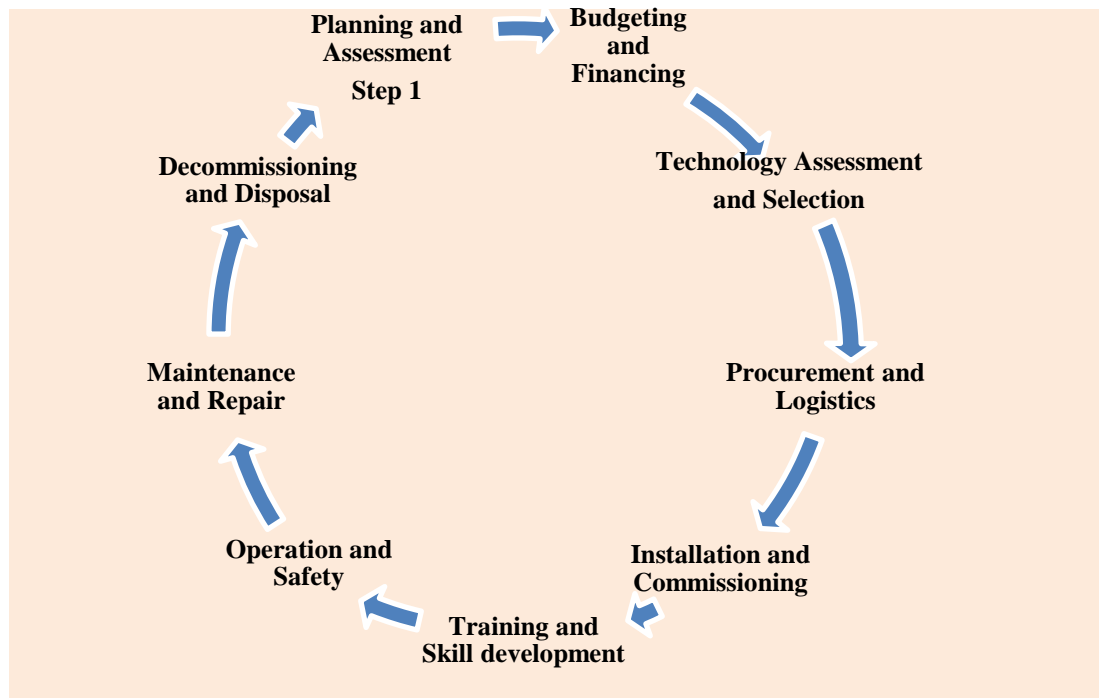 Planning and
Assessment
Step 1
Budgeting
and
Financing
Technology Assessment
and Selection
Procurement and
Logistics
Installation and
Commissioning
Training and
Skill development
Operation and
Safety
Maintenance
and Repair
Decommissioning
and Disposal